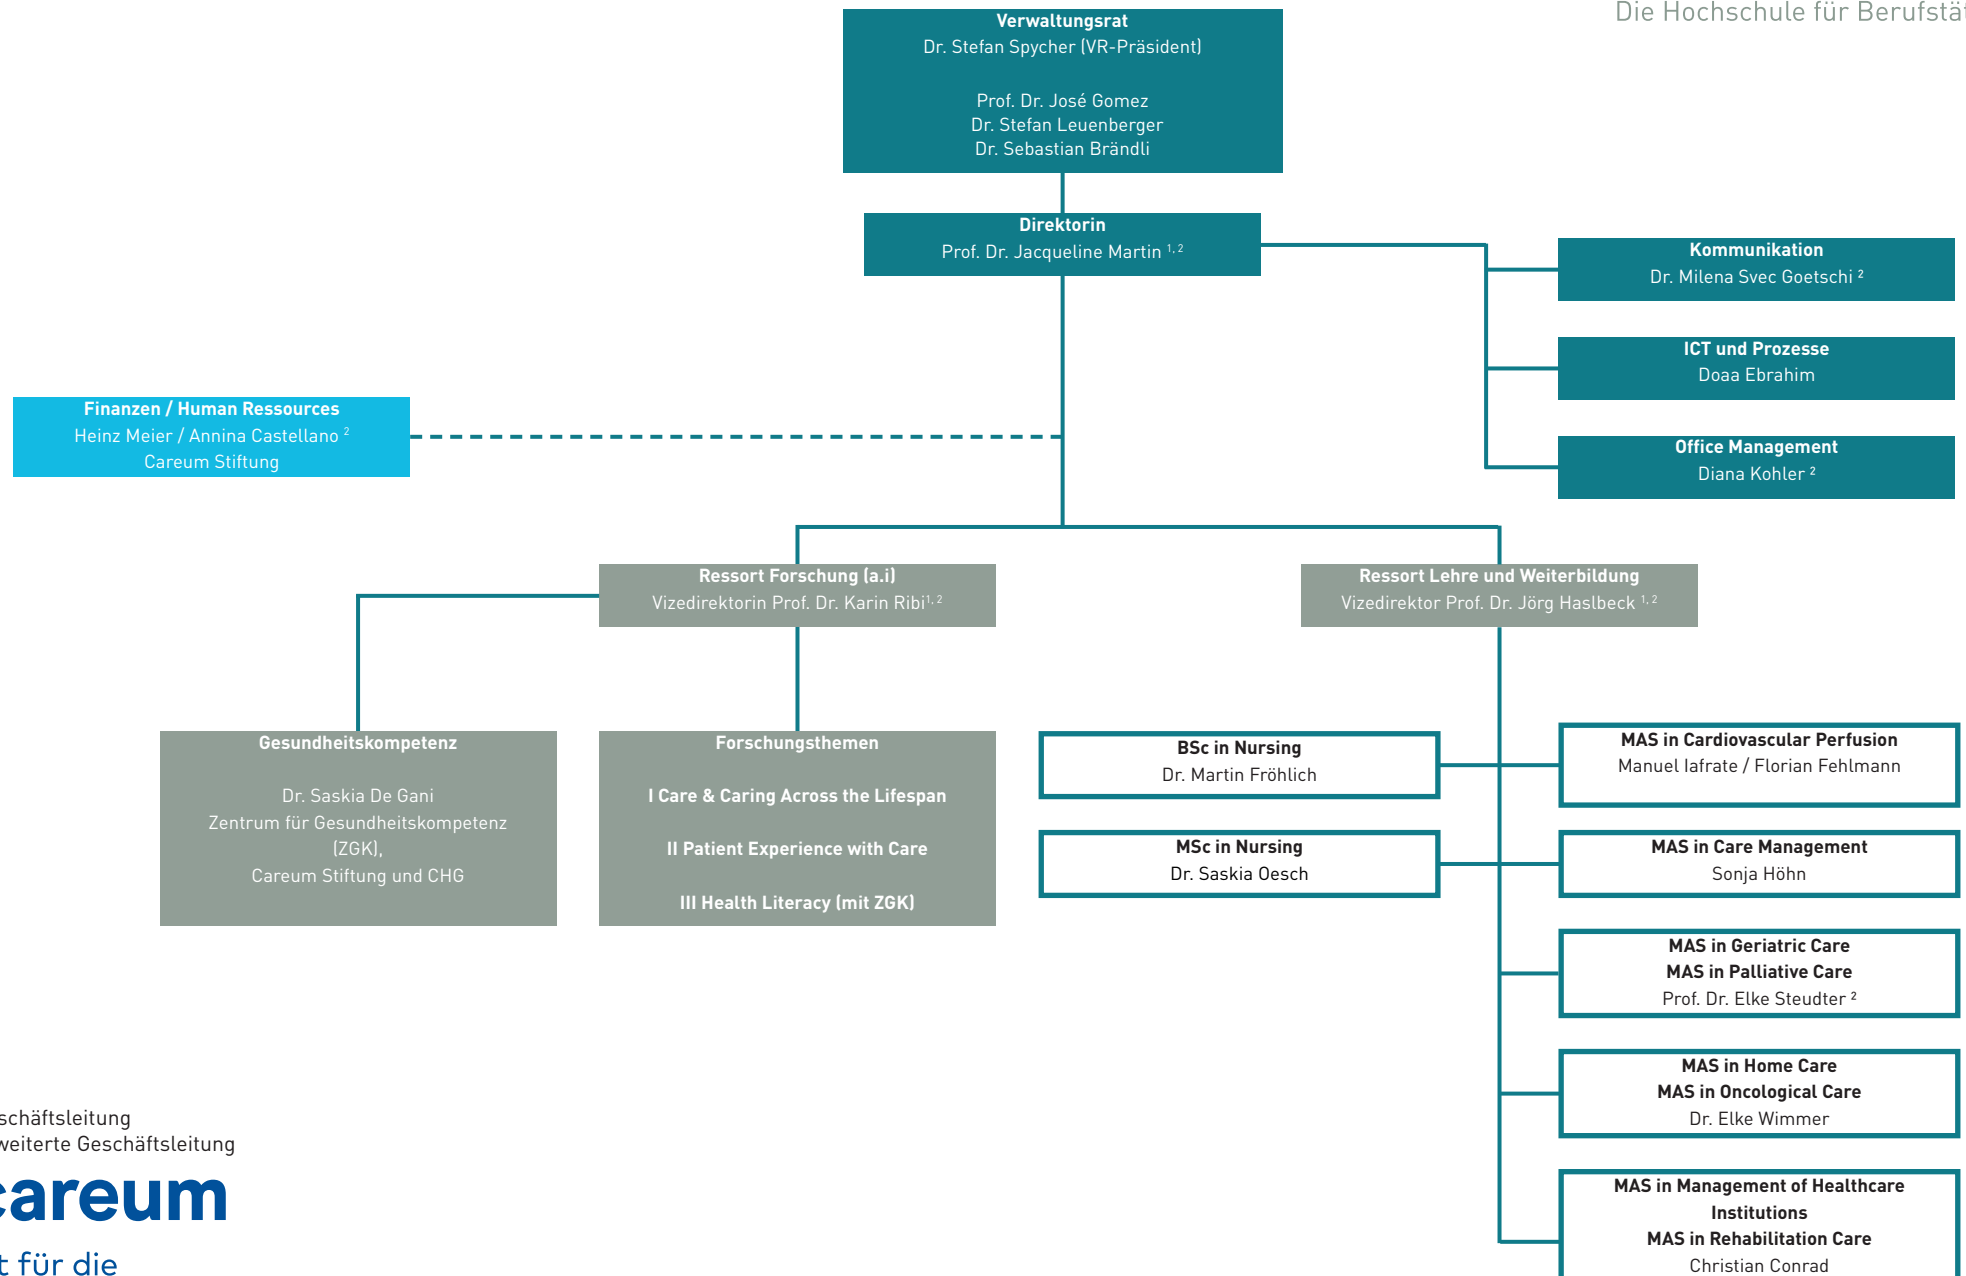 Die Hochschule für
Verwaltungsrat
Dr. Stefan Spycher (VR-Präsident)
Prof. Dr. José Gomez
Dr. Stefan Leuenberger
Dr. Sebastian Brändli
Direktorin
Prof. Dr. Jacqueline Martin ¹, ²
Kommunikation
Dr. Milena Svec Goetschi ²
ICT und Prozesse
Doaa Ebrahim
Office Management
Diana Kohler ²
Finanzen / Human Ressources
Heinz Meier / Annina Castellano ²
Careum Stiftung
Ressort Forschung (a.i)
Vizedirektorin Prof. Dr. Karin Ribi¹, ²
Ressort Lehre und Weiterbildung
Vizedirektor Prof. Dr. Jörg Haslbeck ¹, ²
Gesundheitskompetenz
Dr. Saskia De Gani
Zentrum für Gesundheitskompetenz
(ZGK),
Careum Stiftung und CHG
Forschungsthemen
I Care & Caring Across the Lifespan
II Patient Experience with Care
III Health Literacy (mit ZGK)
BSc in Nursing
Dr. Martin Fröhlich
MSc in Nursing
Dr. Saskia Oesch
MAS in Cardiovascular Perfusion
Manuel Iafrate / Florian Fehlmann
MAS in Care Management
Sonja Höhn
MAS in Geriatric Care
MAS in Palliative Care
Prof. Dr. Elke Steudter ²
MAS in Home Care
MAS in Oncological Care
Dr. Elke Wimmer
MAS in Management of Healthcare
Institutions
MAS in Rehabilitation Care
Christian Conrad
Geschäftsleitung
careum
für die